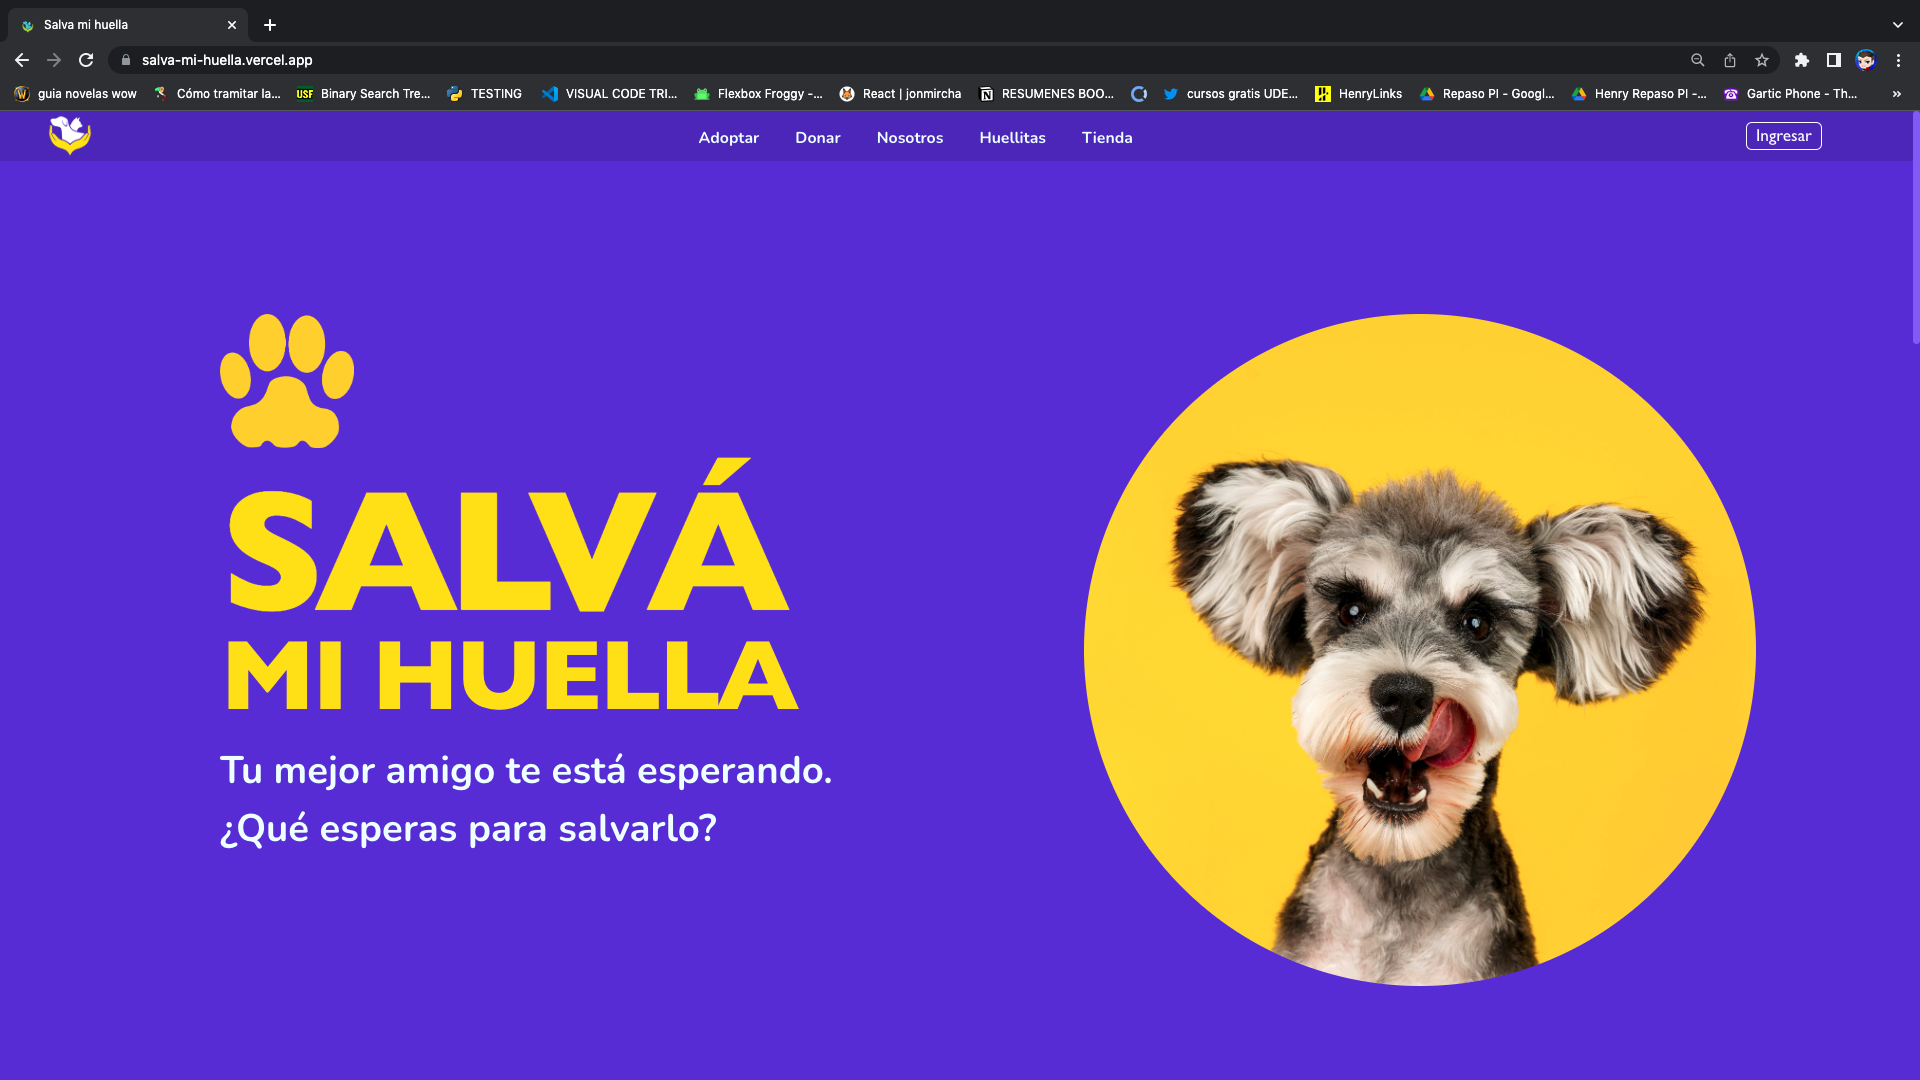 Salva mi huella
salva-mi-huella.vercel.app
guia novelas wow
Cómo tramitar la...
USF Binary Search Tre...
TESTING
VISUAL CODE TRI...
Flexbox Froggy -...
React | jonmircha
RESUMENES BOO...
cursos gratis UDE...
HenryLinks
Repaso PI - Googl...
Henry Repaso PI -...
Gartic Phone - Th...
Adoptar
Donar
Nosotros
Huellitas
Tienda
Ingresar
SALVÁ
MI HUELLA
Tu mejor amigo te está esperando.
¿Qué esperas para salvarlo?